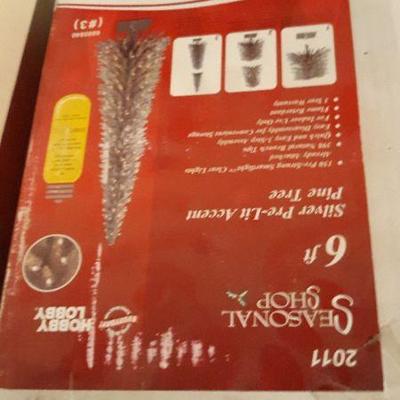 2011
SEASONAL
SHOP
HOBBY
LOBBY
6 ft
Silver Pre-Lit Accent
Pine Tree
150 Pre-Strung Smartlight™ Clear Lights
Already Attached
398 Natural Branch Tips
Quick and Easy 1-Step Assembly
Easy Disassembly for Convenient Storage
For Indoor Use Only
Flame Retardant
1 Year Warranty
(#3)